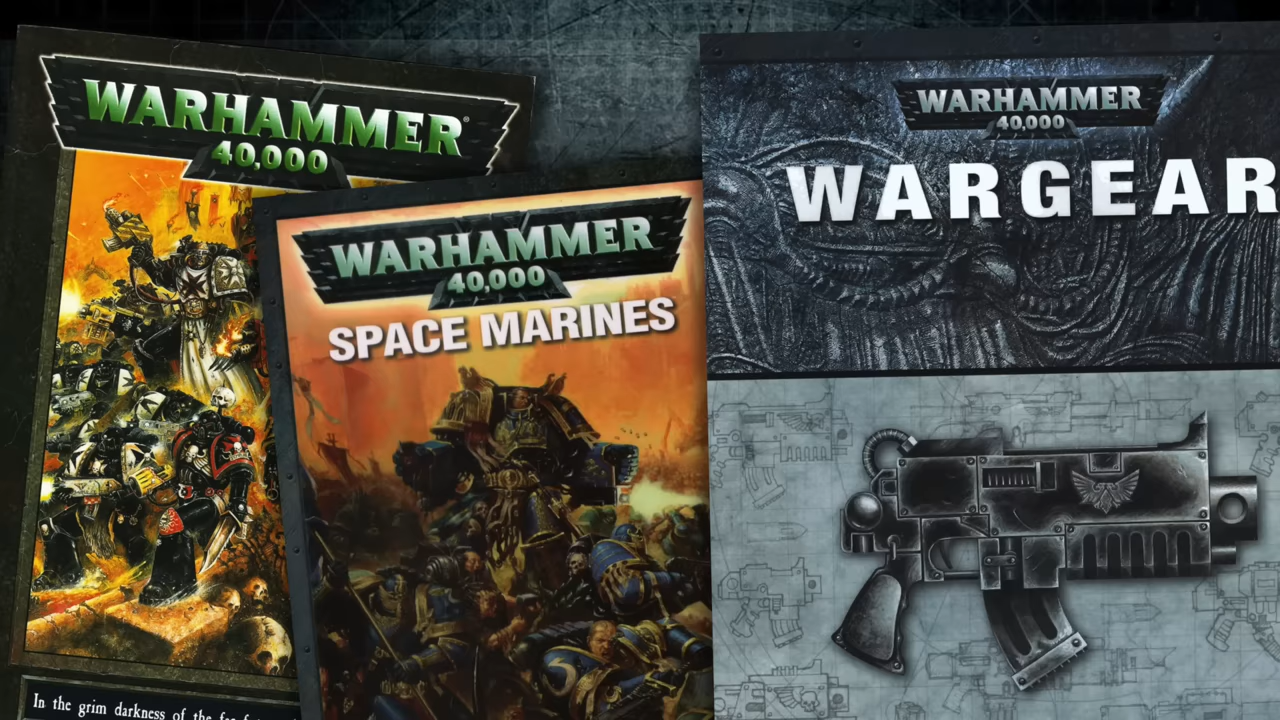 WARHAMMER®
40,000
In the grim darkness of the
WARHAMMER
40,000
SPACE MARINES
WARHAMMER
40,000
WARGEAR